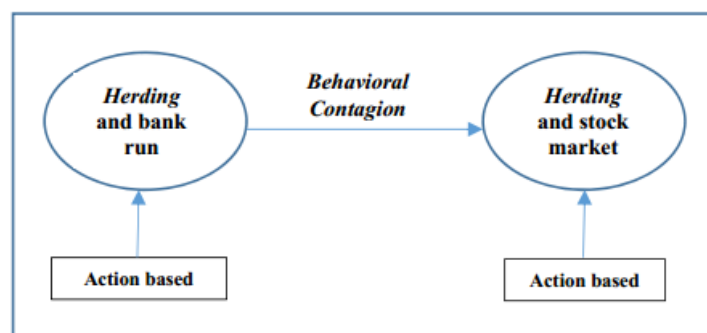 Herding
and bank
run
Behavioral
Contagion
Herding
and stock
market
Action based
Action based